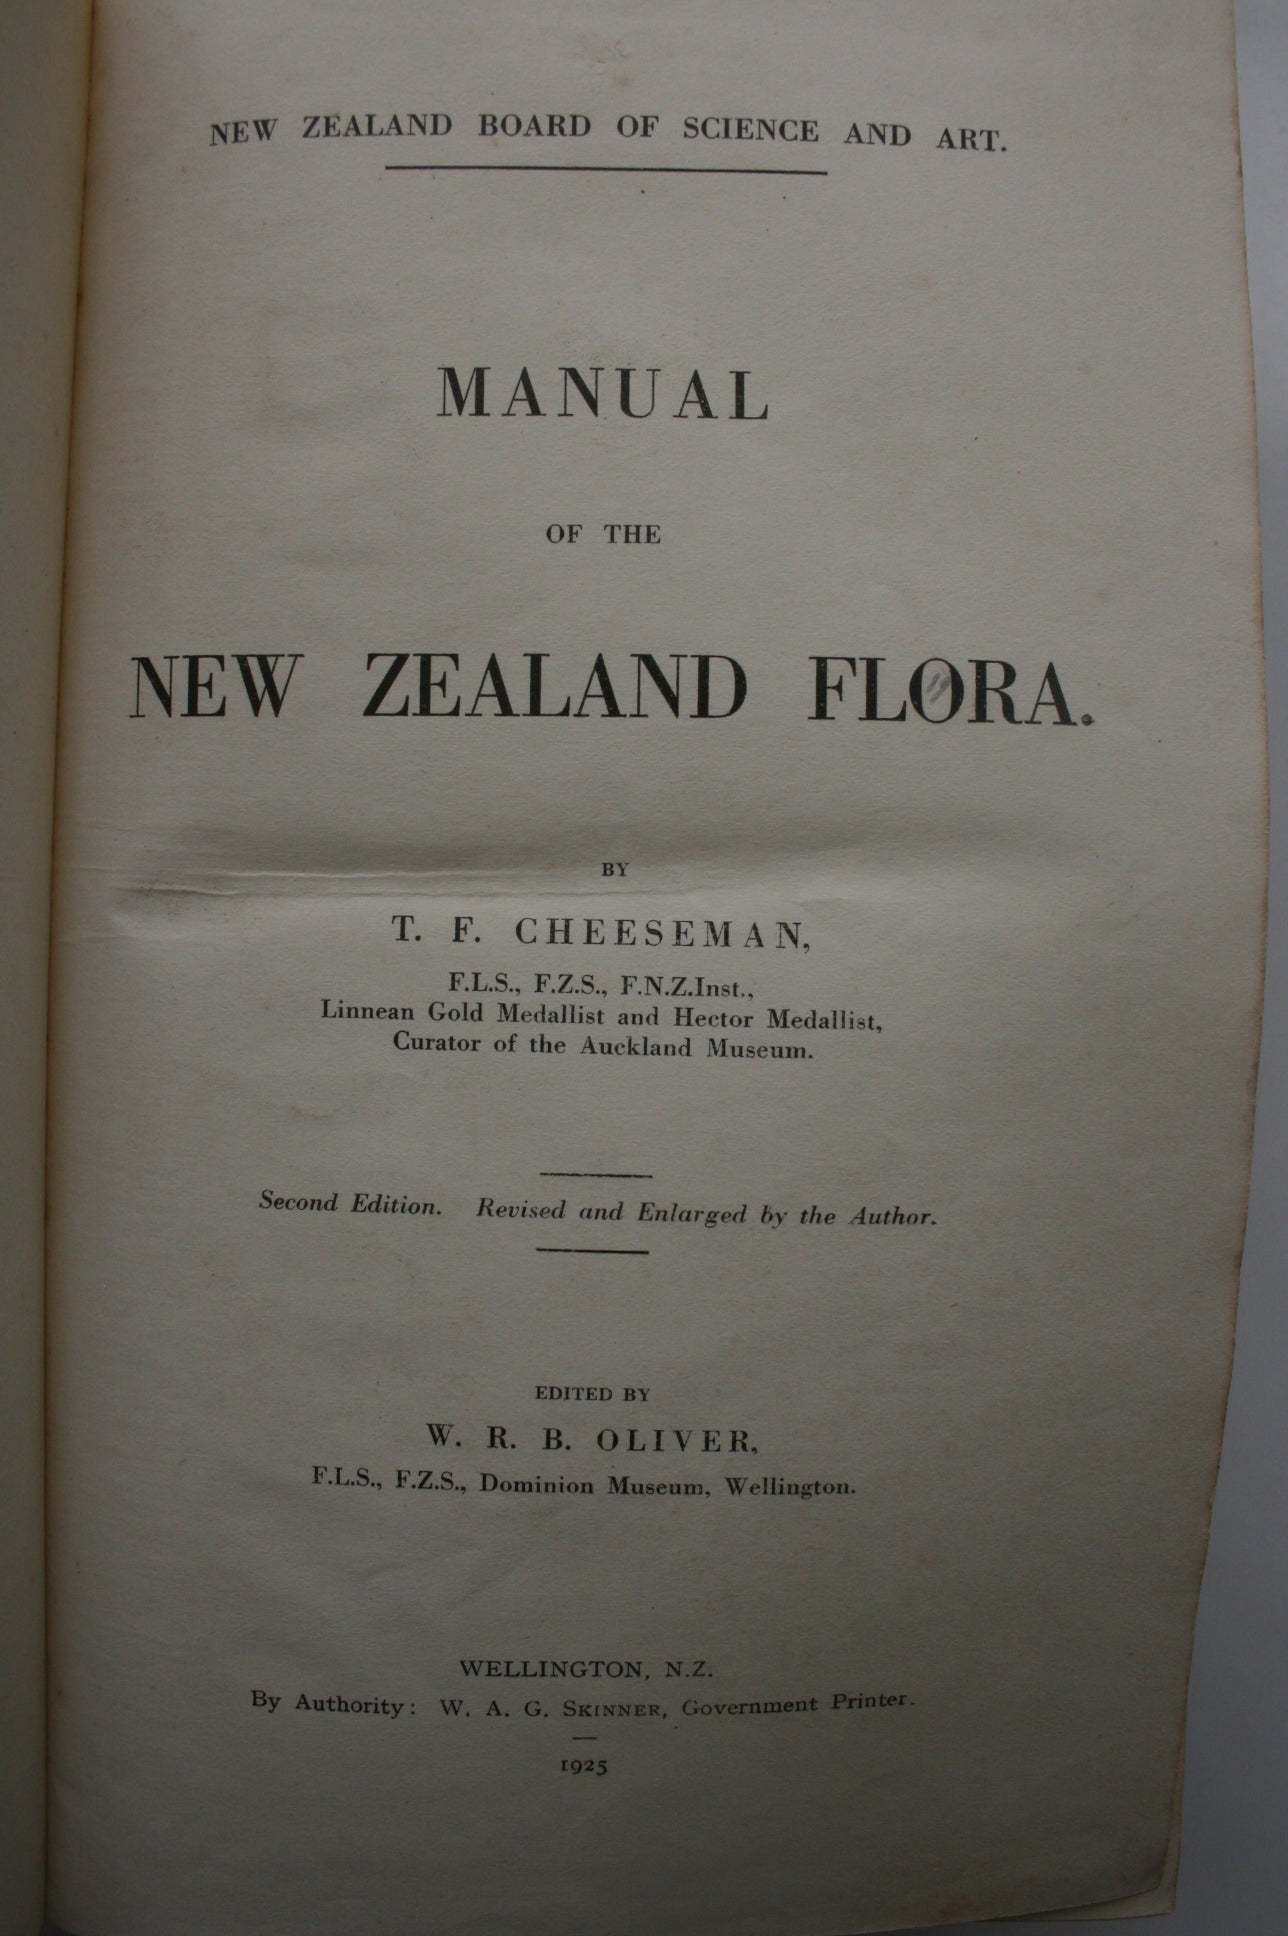 NEW ZEALAND BOARD OF SCIENCE AND ART.
MANUAL
OF THE
NEW ZEALAND FLORA.
BY
T. F. CHEESEMAN,
F.L.S., F.Z.S., F.N.Z.Inst.,
Linnean Gold Medallist and Hector Medallist,
Curator of the Auckland Museum.
Second Edition. Revised and Enlarged by the Author.
EDITED BY
W. R. B. OLIVER,
F.L.S., F.Z.S., Dominion Museum, Wellington.
WELLINGTON, N.Z.
By Authority: W. A. G. SKINNER, Government Printer.
1925